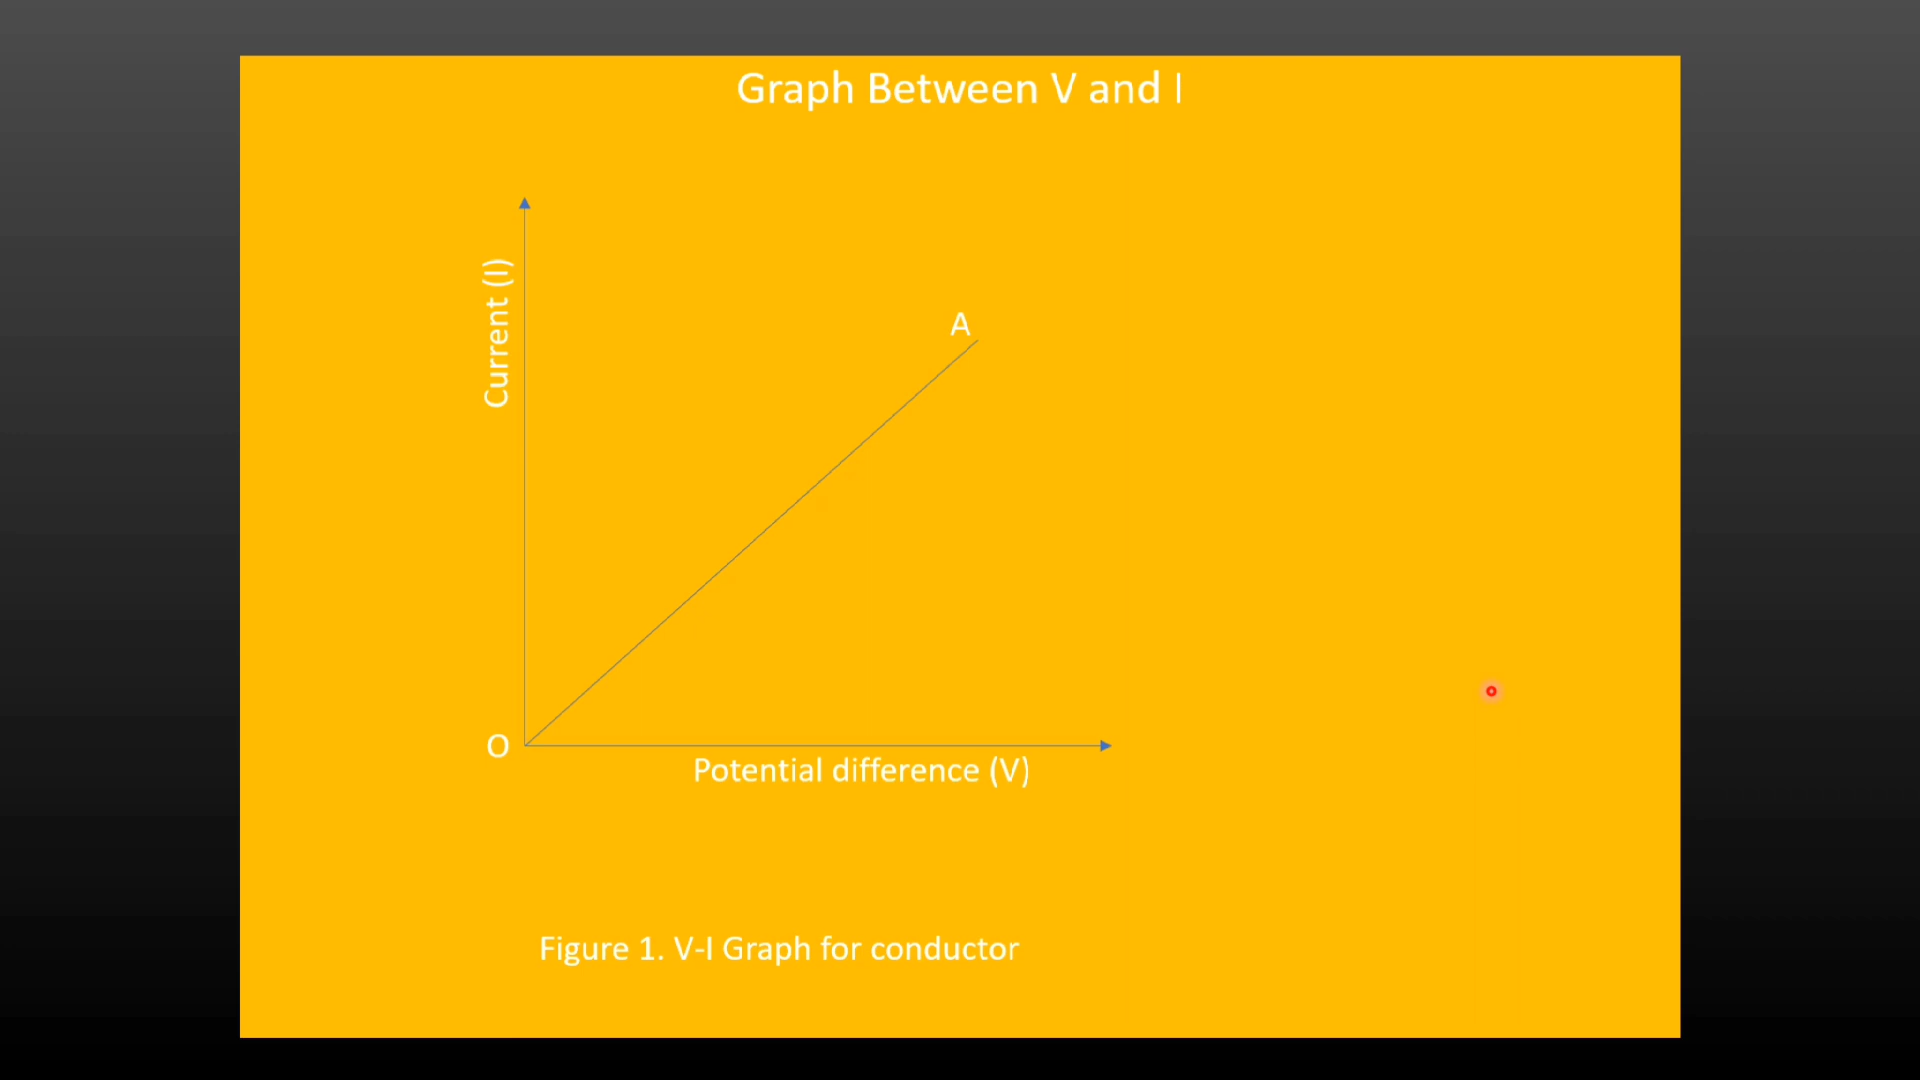 Graph Between V and I
Current (I)
A
O
Potential difference (V)
Figure 1. V-I Graph for conductor